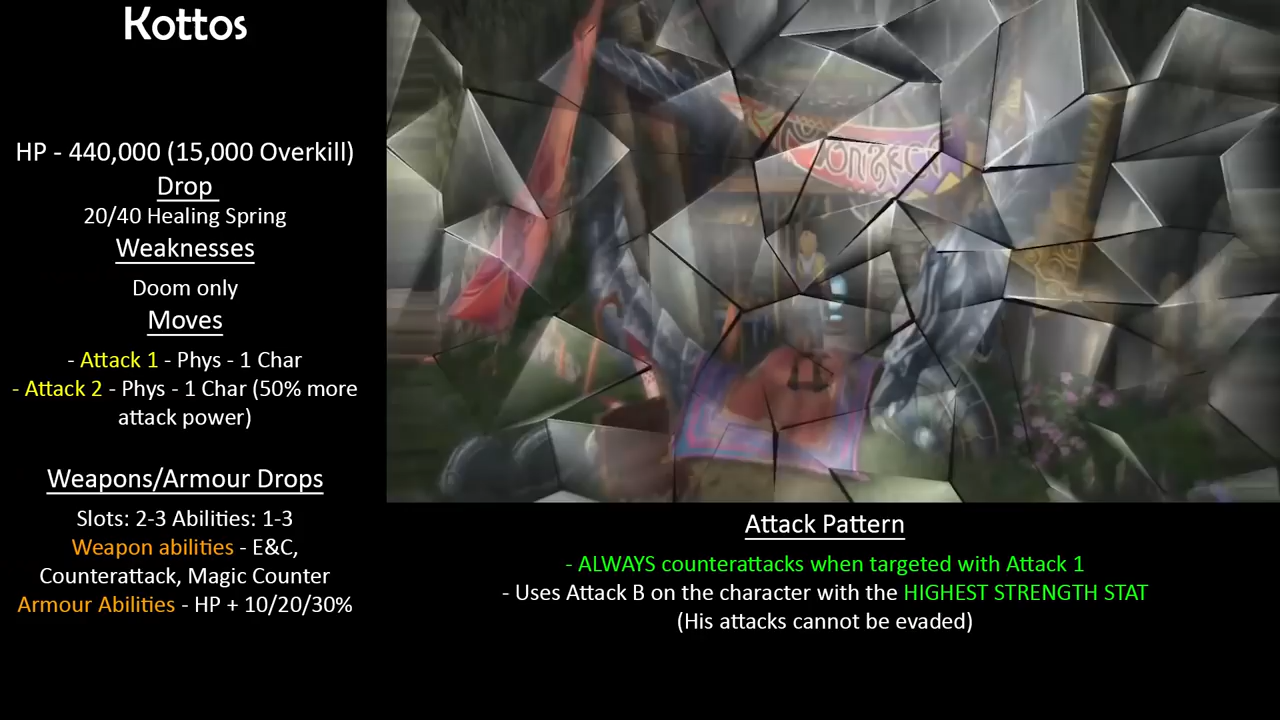 Kottos
HP - 440,000 (15,000 Overkill)
Drop
20/40 Healing Spring
Weaknesses
Doom only
Moves
- Attack 1 - Phys - 1 Char
- Attack 2 - Phys - 1 Char (50% more
attack power)
Weapons/Armour Drops
Slots: 2-3 Abilities: 1-3
Weapon abilities - E&C,
Counterattack, Magic Counter
Armour Abilities - HP + 10/20/30%
Attack Pattern
- ALWAYS counterattacks when targeted with Attack 1
- Uses Attack B on the character with the HIGHEST STRENGTH STAT
(His attacks cannot be evaded)